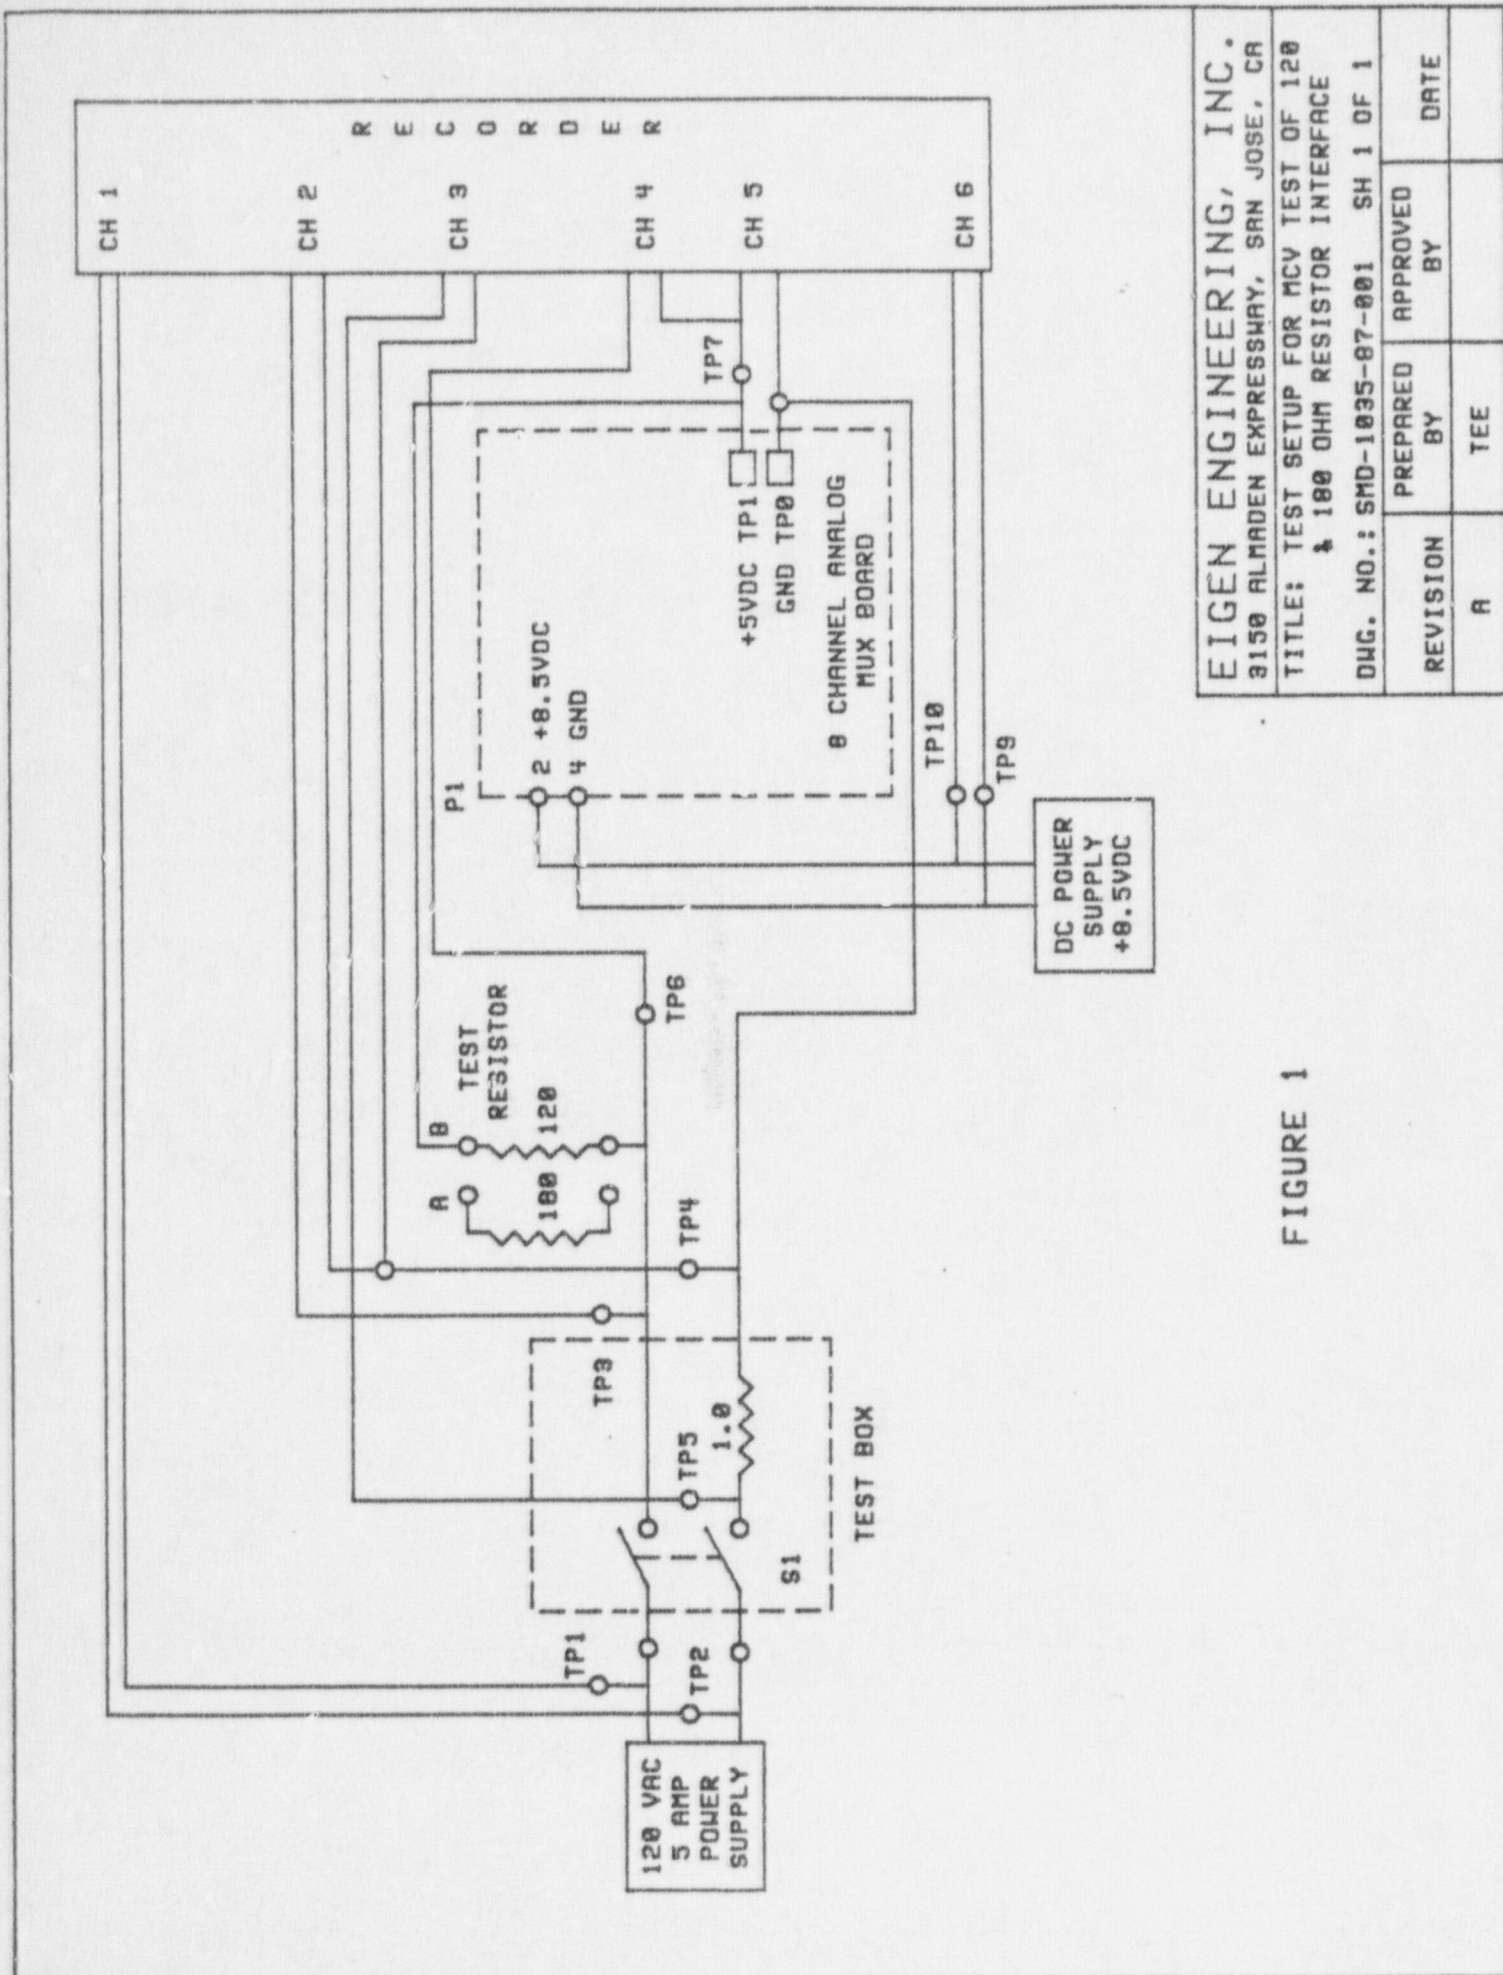 RECORDER
CH 1
CH 2
CH 3
CH 4
CH 5
CH 6
TP7
P1
2 +8.5VDC
4 GND
+5VDC TP1
GND TP0
8 CHANNEL ANALOG
MUX BOARD
TP10
TP9
DC POWER
SUPPLY
+8.5VDC
TEST
RESISTOR
TP6
B
120
A
180
TP4
TP3
TP5
1.0
S1
TEST BOX
TP1
TP2
120 VAC
5 AMP
POWER
SUPPLY
FIGURE 1
EIGEN ENGINEERING, INC.
3150 ALMADEN EXPRESSWAY, SAN JOSE, CA
TITLE: TEST SETUP FOR MCV TEST OF 120
& 180 OHM RESISTOR INTERFACE
DWG. NO.: SMD-1035-87-001 SH 1 OF 1
REVISION PREPARED BY APPROVED BY DATE
A TEE